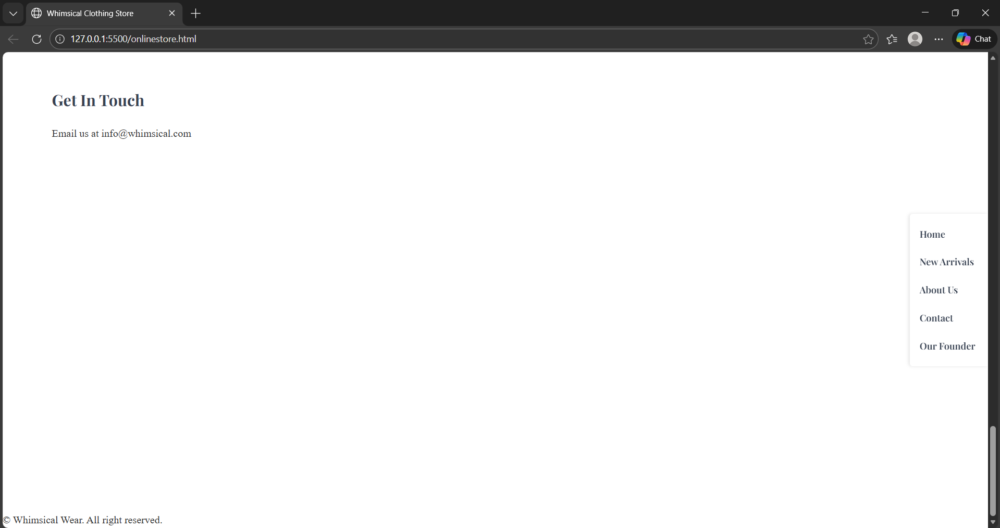 Whimsical Clothing Store
127.0.0.1:5500/onlinestore.html
Chat
Get In Touch
Email us at info@whimsical.com
Home
New Arrivals
About Us
Contact
Our Founder
© Whimsical Wear. All right reserved.